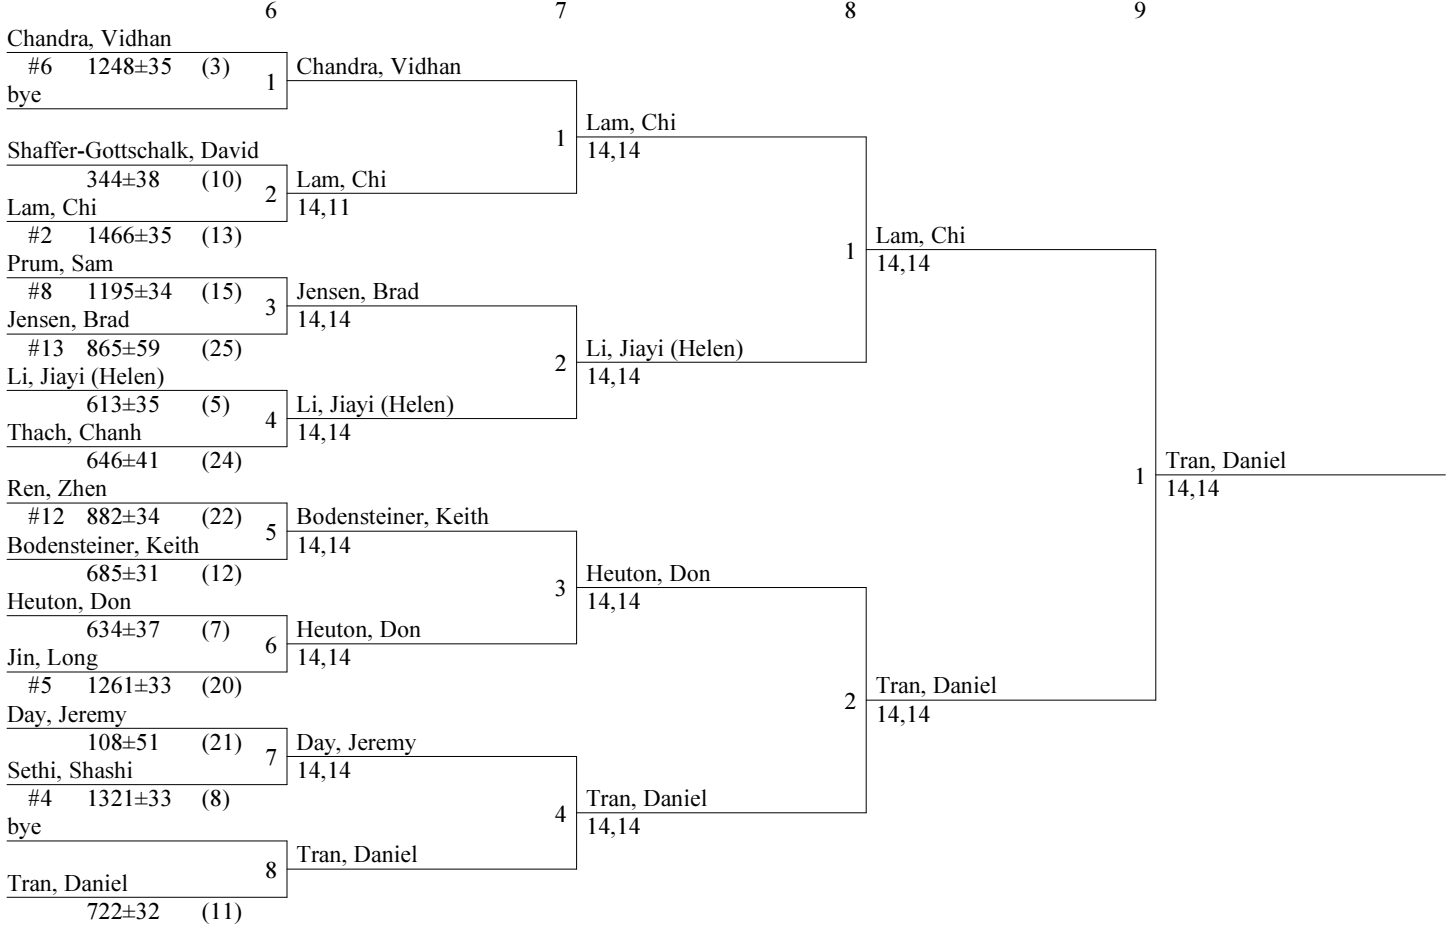 6 7 8 9
Chandra, Vidhan
#6 1248±35 (3)
1 Chandra, Vidhan
bye
Lam, Chi
1
14,14
Shaffer-Gottschalk, David
344±38 (10)
2 Lam, Chi
14,11
Lam, Chi
#2 1466±35 (13)
Lam, Chi
1
14,14
Prum, Sam
#8 1195±34 (15)
3 Jensen, Brad
14,14
Jensen, Brad
#13 865±59 (25)
Li, Jiayi (Helen)
2
14,14
Li, Jiayi (Helen)
613±35 (5)
4 Li, Jiayi (Helen)
14,14
Thach, Chanh
646±41 (24)
Tran, Daniel
1
14,14
Ren, Zhen
#12 882±34 (22)
5 Bodensteiner, Keith
14,14
Bodensteiner, Keith
685±31 (12)
Heuton, Don
3
14,14
Heuton, Don
634±37 (7)
6 Heuton, Don
14,14
Jin, Long
#5 1261±33 (20)
Tran, Daniel
2
14,14
Day, Jeremy
108±51 (21)
7 Day, Jeremy
14,14
Sethi, Shashi
#4 1321±33 (8)
Tran, Daniel
4
14,14
bye
8 Tran, Daniel
Tran, Daniel
722±32 (11)